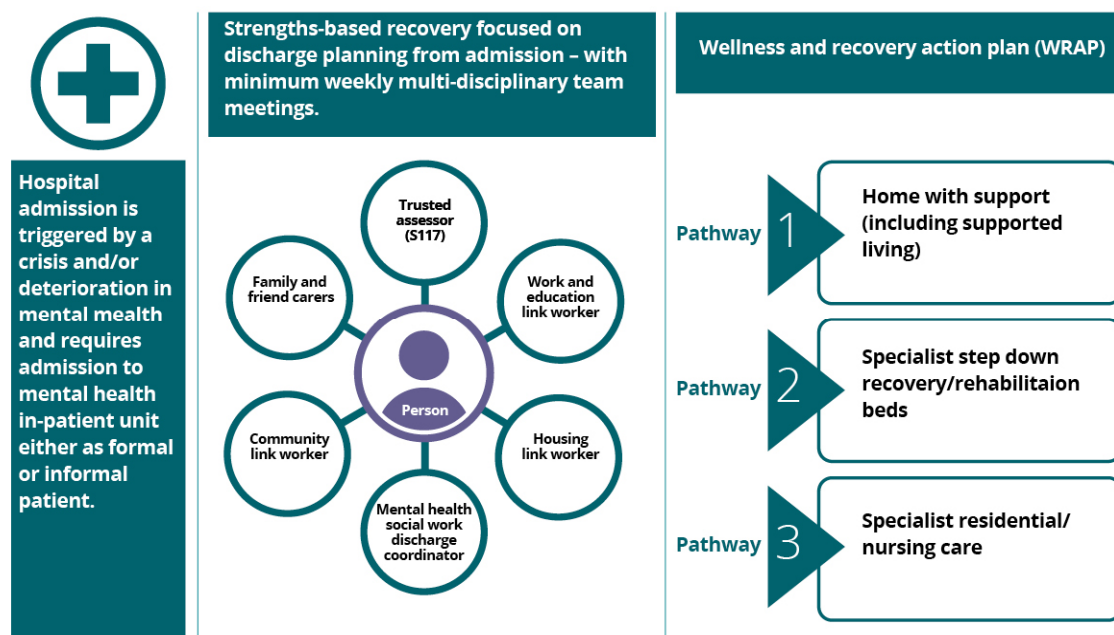 Hospital
admission is
triggered by a
crisis and/or
deterioration in
mental mealth
and requires
admission to
mental health
in-patient unit
either as formal
or informal
patient.
Strengths-based recovery focused on
discharge planning from admission – with
minimum weekly multi-disciplinary team
meetings.
Trusted
assessor
(S117)
Family and
friend carers
Work and
education
link worker
Person
Community
link worker
Housing
link worker
Mental health
social work
discharge
coordinator
Wellness and recovery action plan (WRAP)
Pathway 1
Home with support
(including supported
living)
Pathway 2
Specialist step down
recovery/rehabilitaion
beds
Pathway 3
Specialist residential/
nursing care